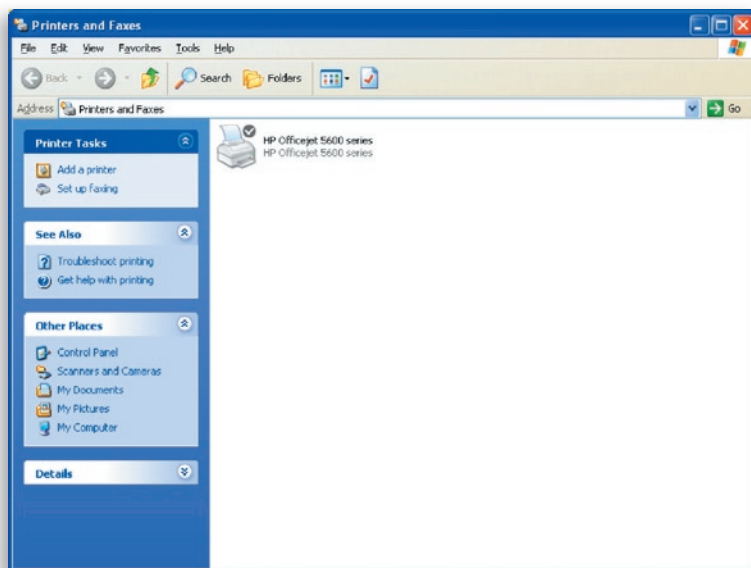 Printers and Faxes
File Edit View Favorites Tools Help
Back Search Folders
Address Printers and Faxes Go
Printer Tasks
Add a printer
Set up faxing
See Also
Troubleshoot printing
Get help with printing
Other Places
Control Panel
Scanners and Cameras
My Documents
My Pictures
My Computer
Details
HP Officejet 5600 series
HP Officejet 5600 series